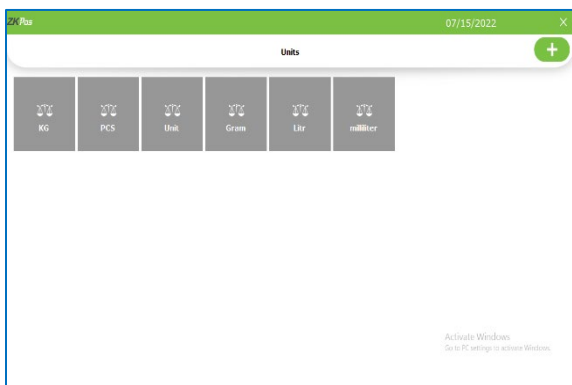 ZKPos 07/15/2022 X
Units
+
KG PCS Unit Gram Litr milliliter
Activate Windows
Go to PC settings to activate Windows.